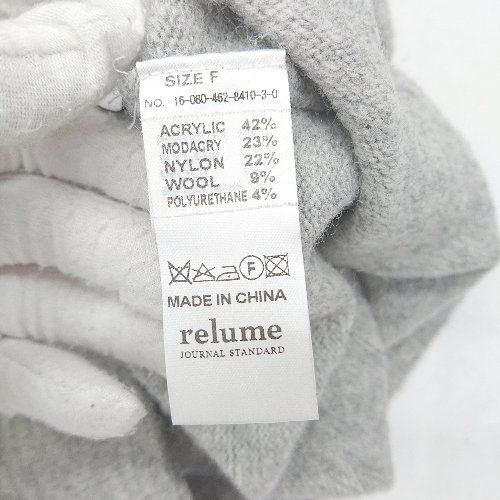 SIZE F
NO. 16-080-462-8410-3-0
ACRYLIC 42%
MODACRY 23%
NYLON 22%
WOOL 9%
POLYURETHANE 4%
F
MADE IN CHINA
relume
JOURNAL STANDARD